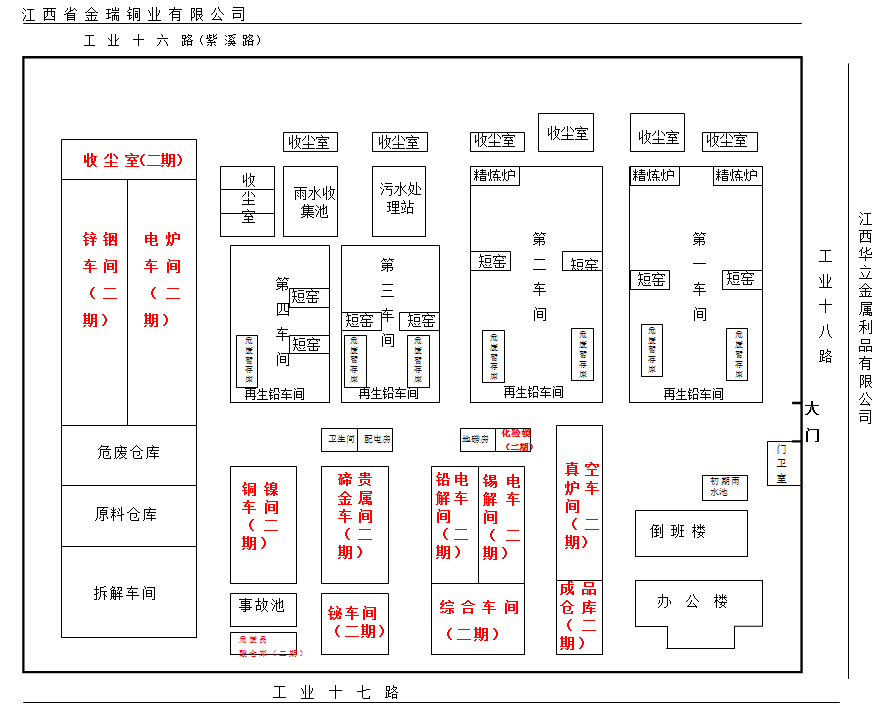 江西省金瑞铜业有限公司
工业十六路(紫溪路)
收尘室(二期)
收尘室
收尘室
收尘室
收尘室
收尘室
收尘室
收
尘
室
雨水收
集池
污水处
理站
精炼炉
精炼炉
精炼炉
锌铟
车间
(二
期)
电炉
车间
(二
期)
第
四
车
间
短窑
短窑
再生铅车间
第
三
车
间
短窑
短窑
再生铅车间
第
二
车
间
短窑
短窑
再生铅车间
第
一
车
间
短窑
短窑
再生铅车间
工
业
十
八
路
江
西
华
立
金
属
利
品
有
限
公
司
大
门
门
卫
室
危废仓库
原料仓库
拆解车间
卫生间
配电房
地磅房
化验楼
(二期)
铜镍
车间
(二
期)
碲贵
金属
车间
(二
期)
铅电
解车
间
(二
期)
锡电
解车
间
(二
期)
真空
炉车
间
(二
期)
初期雨
水池
倒班楼
事故池
铋车间
(二期)
综合车间
(二期)
成品
仓库
(二
期)
办公楼
工业十七路